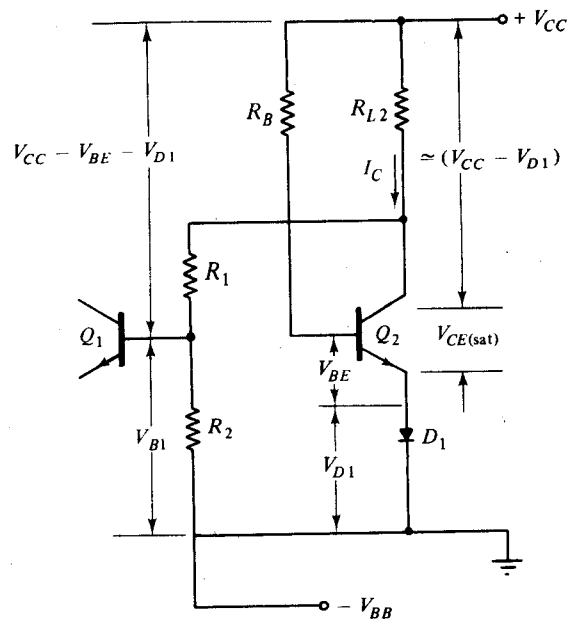 + V_CC
R_B
R_L2
V_CC − V_BE − V_D1
I_C
≃ (V_CC − V_D1)
R_1
Q_1
Q_2
V_CE(sat)
V_BE
V_B1
R_2
V_D1
D_1
− V_BB